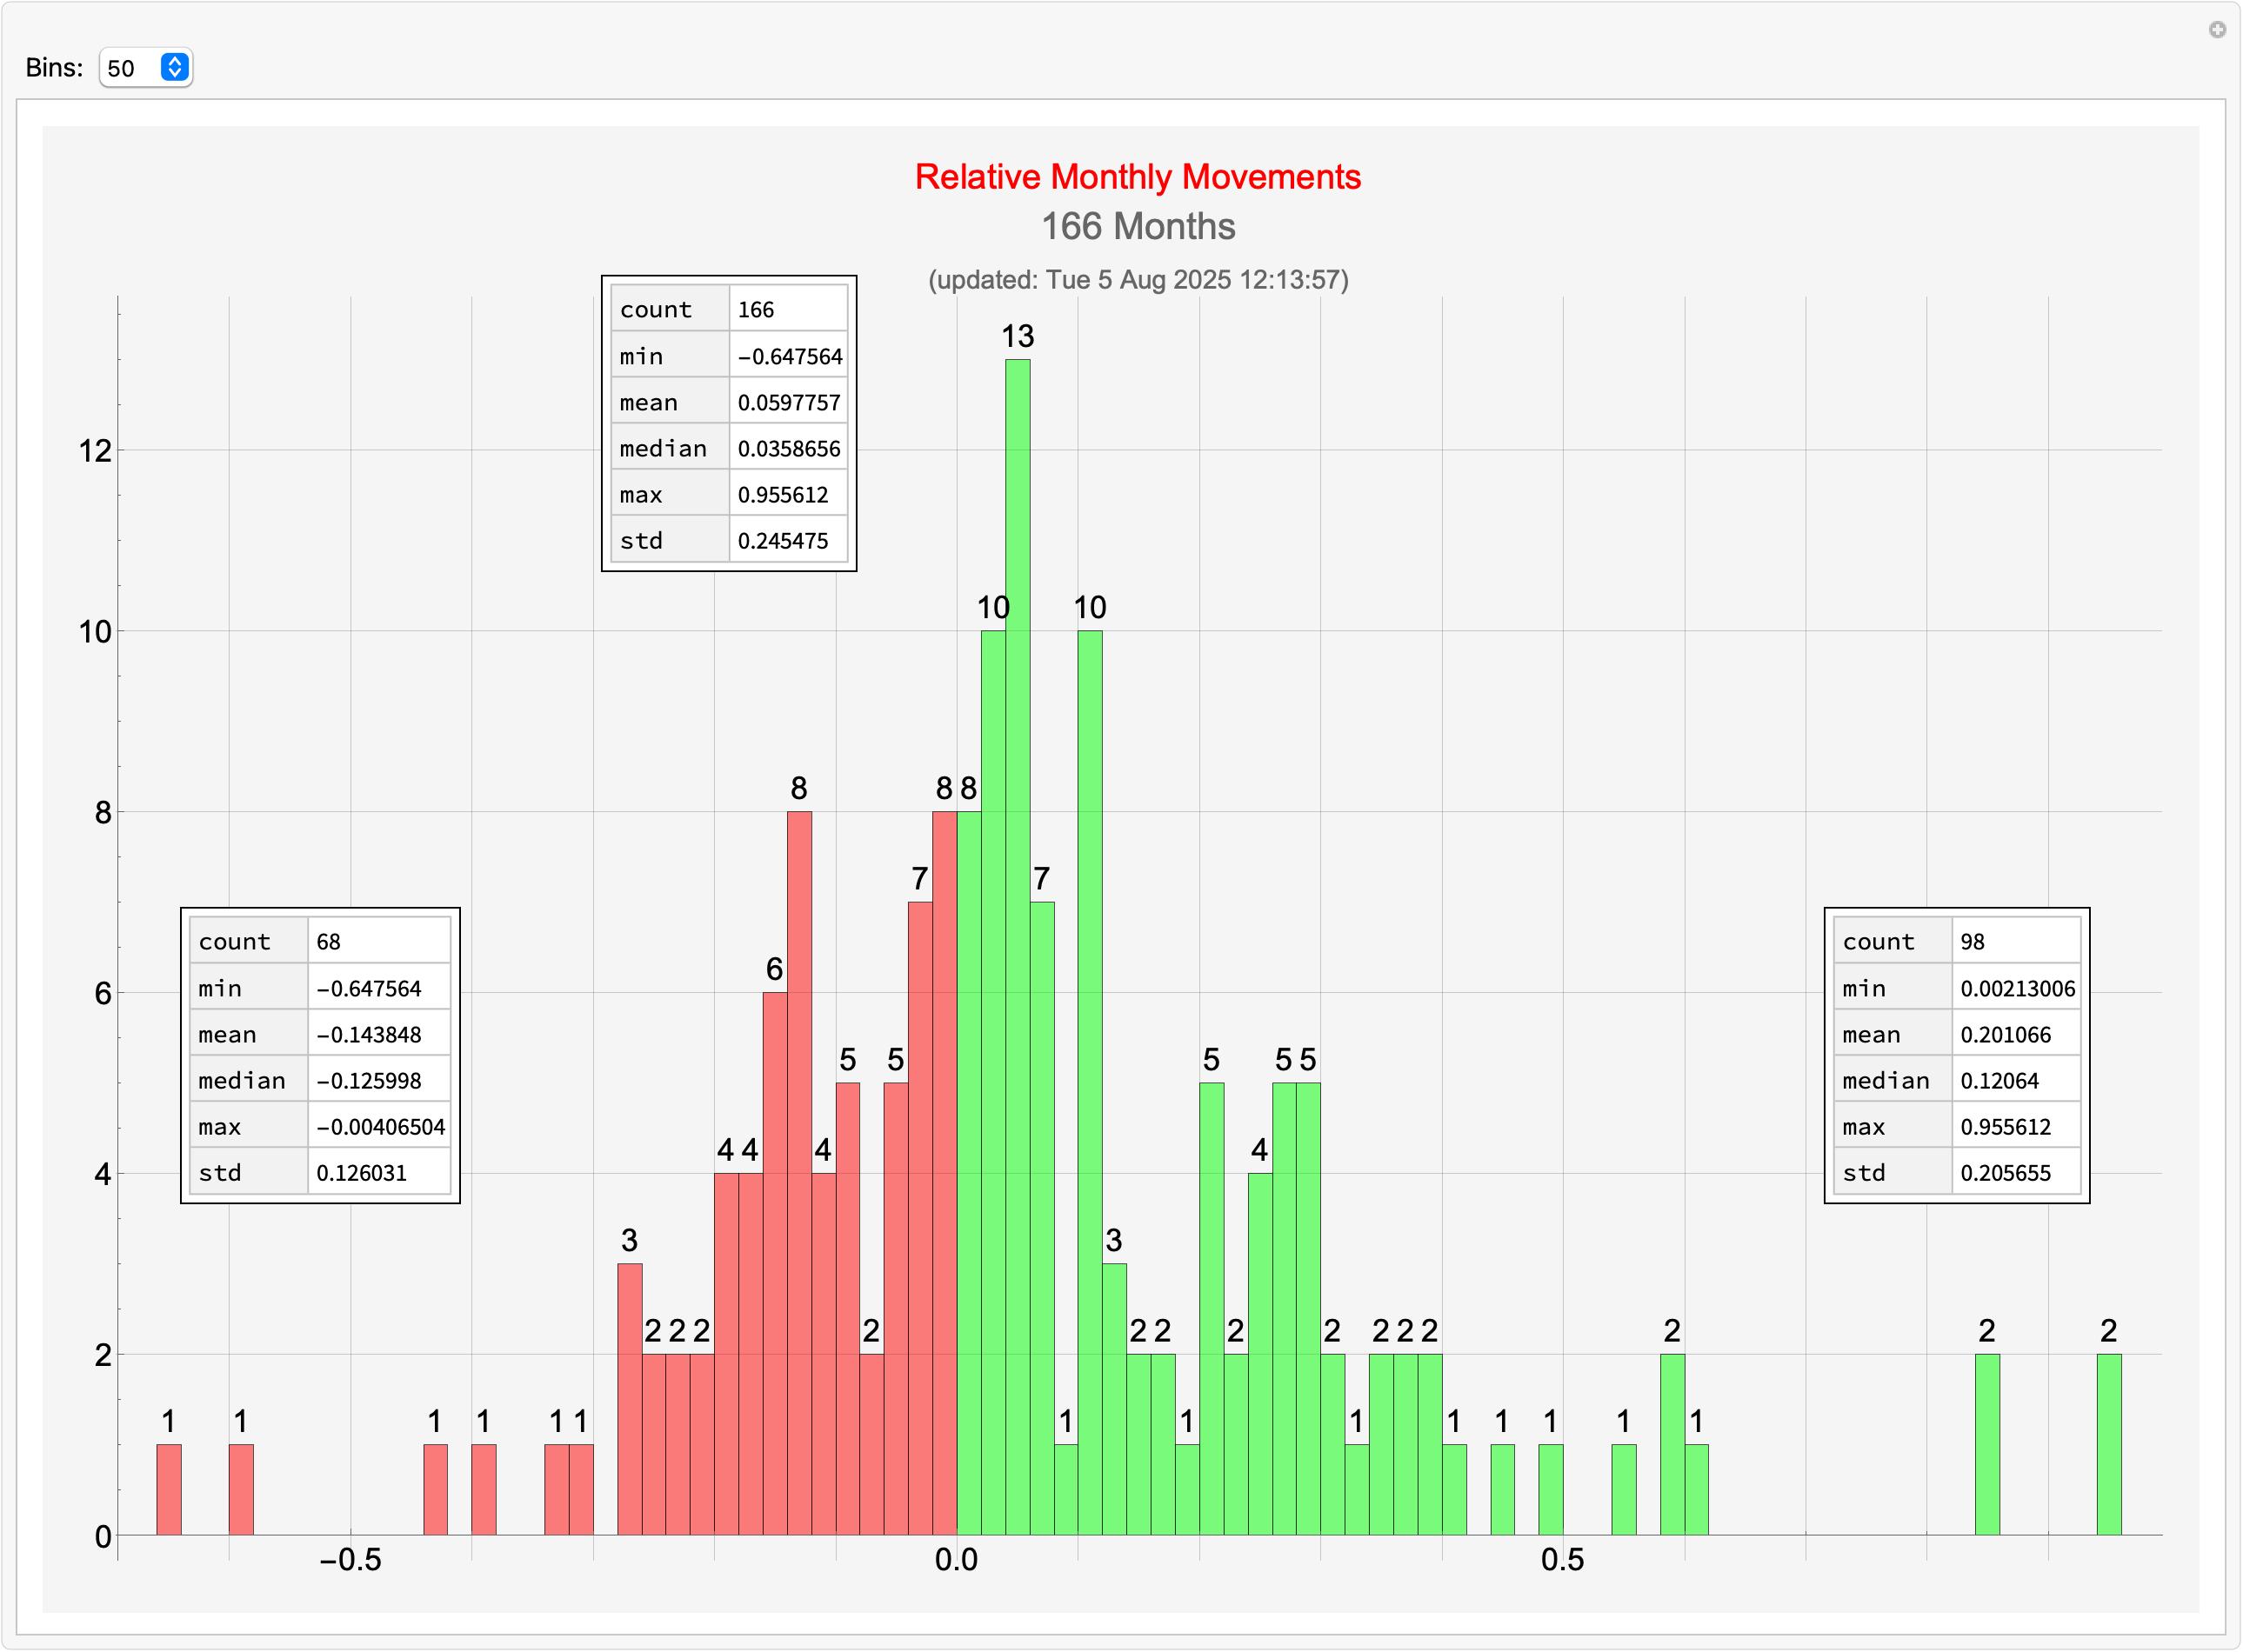 Bins: 50
Relative Monthly Movements
166 Months
(updated: Tue 5 Aug 2025 12:13:57)
count 166
min −0.647564
mean 0.0597757
median 0.0358656
max 0.955612
std 0.245475
13
12
10 10
10
8 8 8
8
7 7
count 68
min −0.647564
mean −0.143848
median −0.125998
max −0.00406504
std 0.126031
count 98
min 0.00213006
mean 0.201066
median 0.12064
max 0.955612
std 0.205655
6
6
5 5 5 5 5
4 4 4 4
4
3 3
2 2 2 2 2 2 2 2 2 2 2 2 2 2 2
2
1 1 1 1 1 1 1 1 1 1 1 1 1 1 1
0
−0.5 0.0 0.5